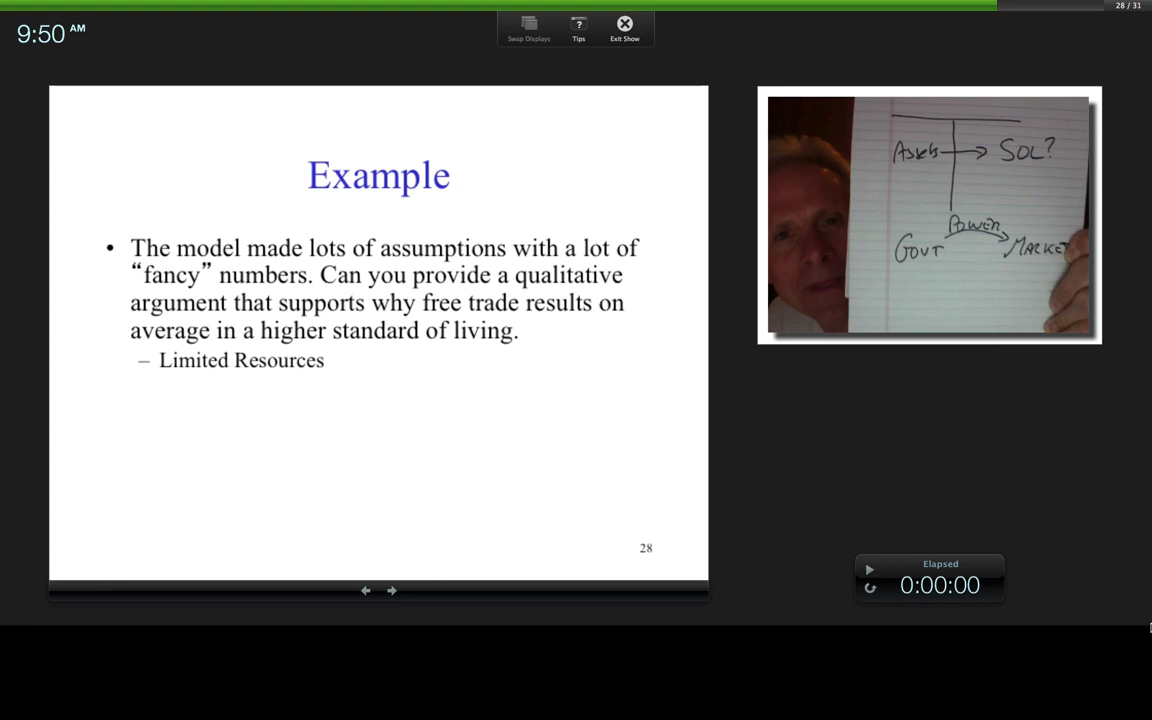 28 / 31
9:50 AM
Swap Displays
Tips
Exit Show
Example
• The model made lots of assumptions with a lot of
“fancy” numbers. Can you provide a qualitative
argument that supports why free trade results on
average in a higher standard of living.
– Limited Resources
28
Assets → SOL?
POWER
GOVT
MARKE
Elapsed
0:00:00